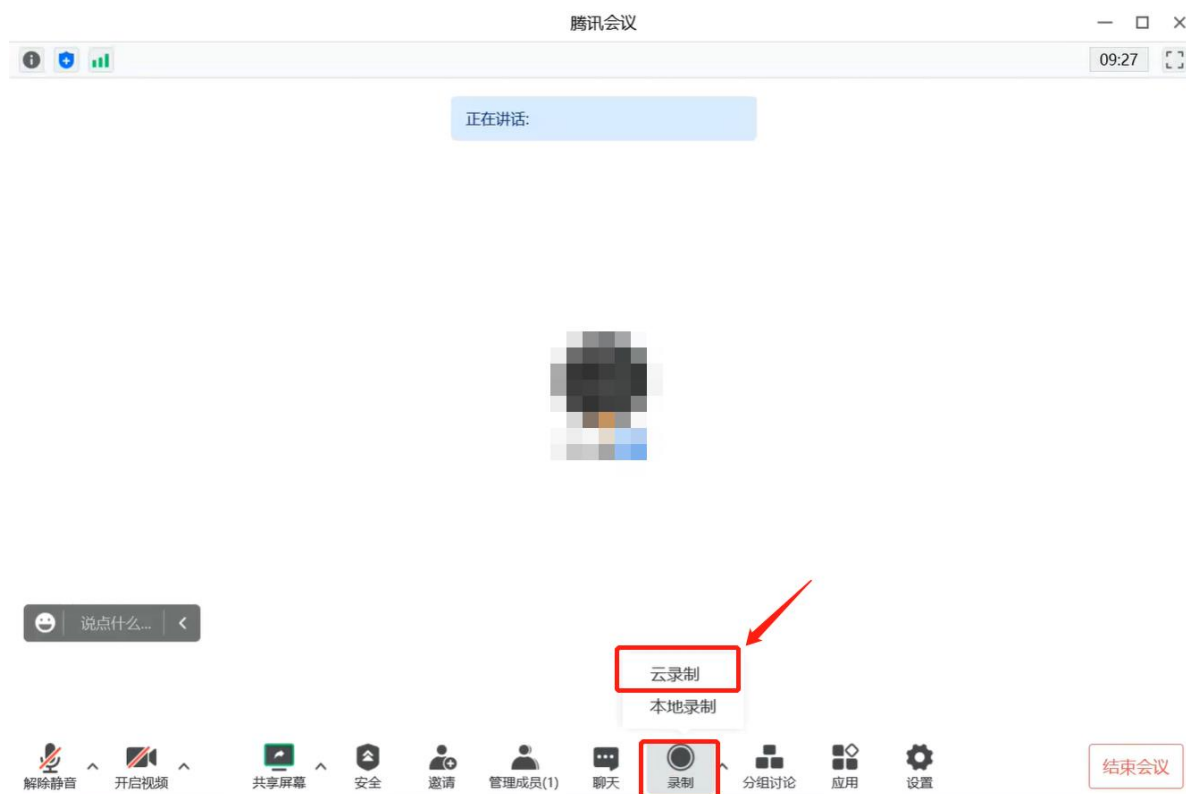 腾讯会议
09:27
正在讲话:
说点什么...
云录制
本地录制
解除静音
开启视频
共享屏幕
安全
邀请
管理成员(1)
聊天
录制
分组讨论
应用
设置
结束会议